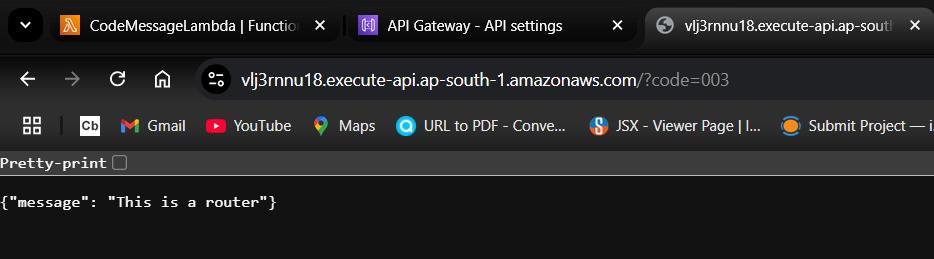 CodeMessageLambda | Functio
API Gateway - API settings
vlj3rnnu18.execute-api.ap-sout
vlj3rnnu18.execute-api.ap-south-1.amazonaws.com/?code=003
Cb
Gmail
YouTube
Maps
URL to PDF - Conve...
JSX - Viewer Page | I...
Submit Project — i.
Pretty-print
{"message": "This is a router"}